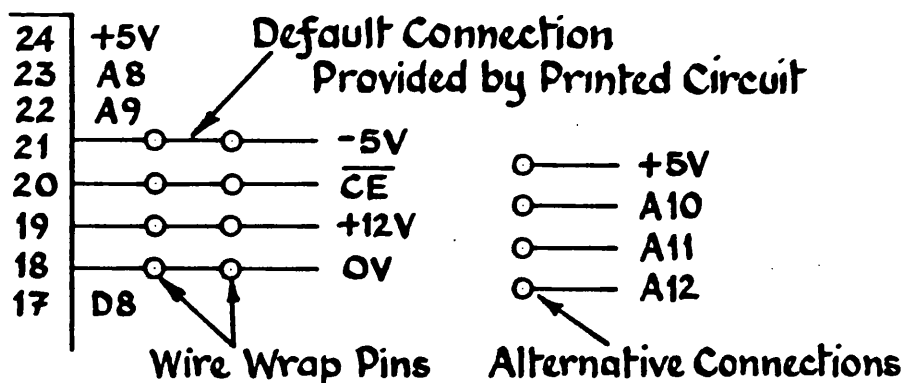 Default Connection
Provided by Printed Circuit
24 +5V
23 A8
22 A9
21 -5V
20 C̅E̅
19 +12V
18 0V
17 D8
+5V
A10
A11
A12
Wire Wrap Pins
Alternative Connections